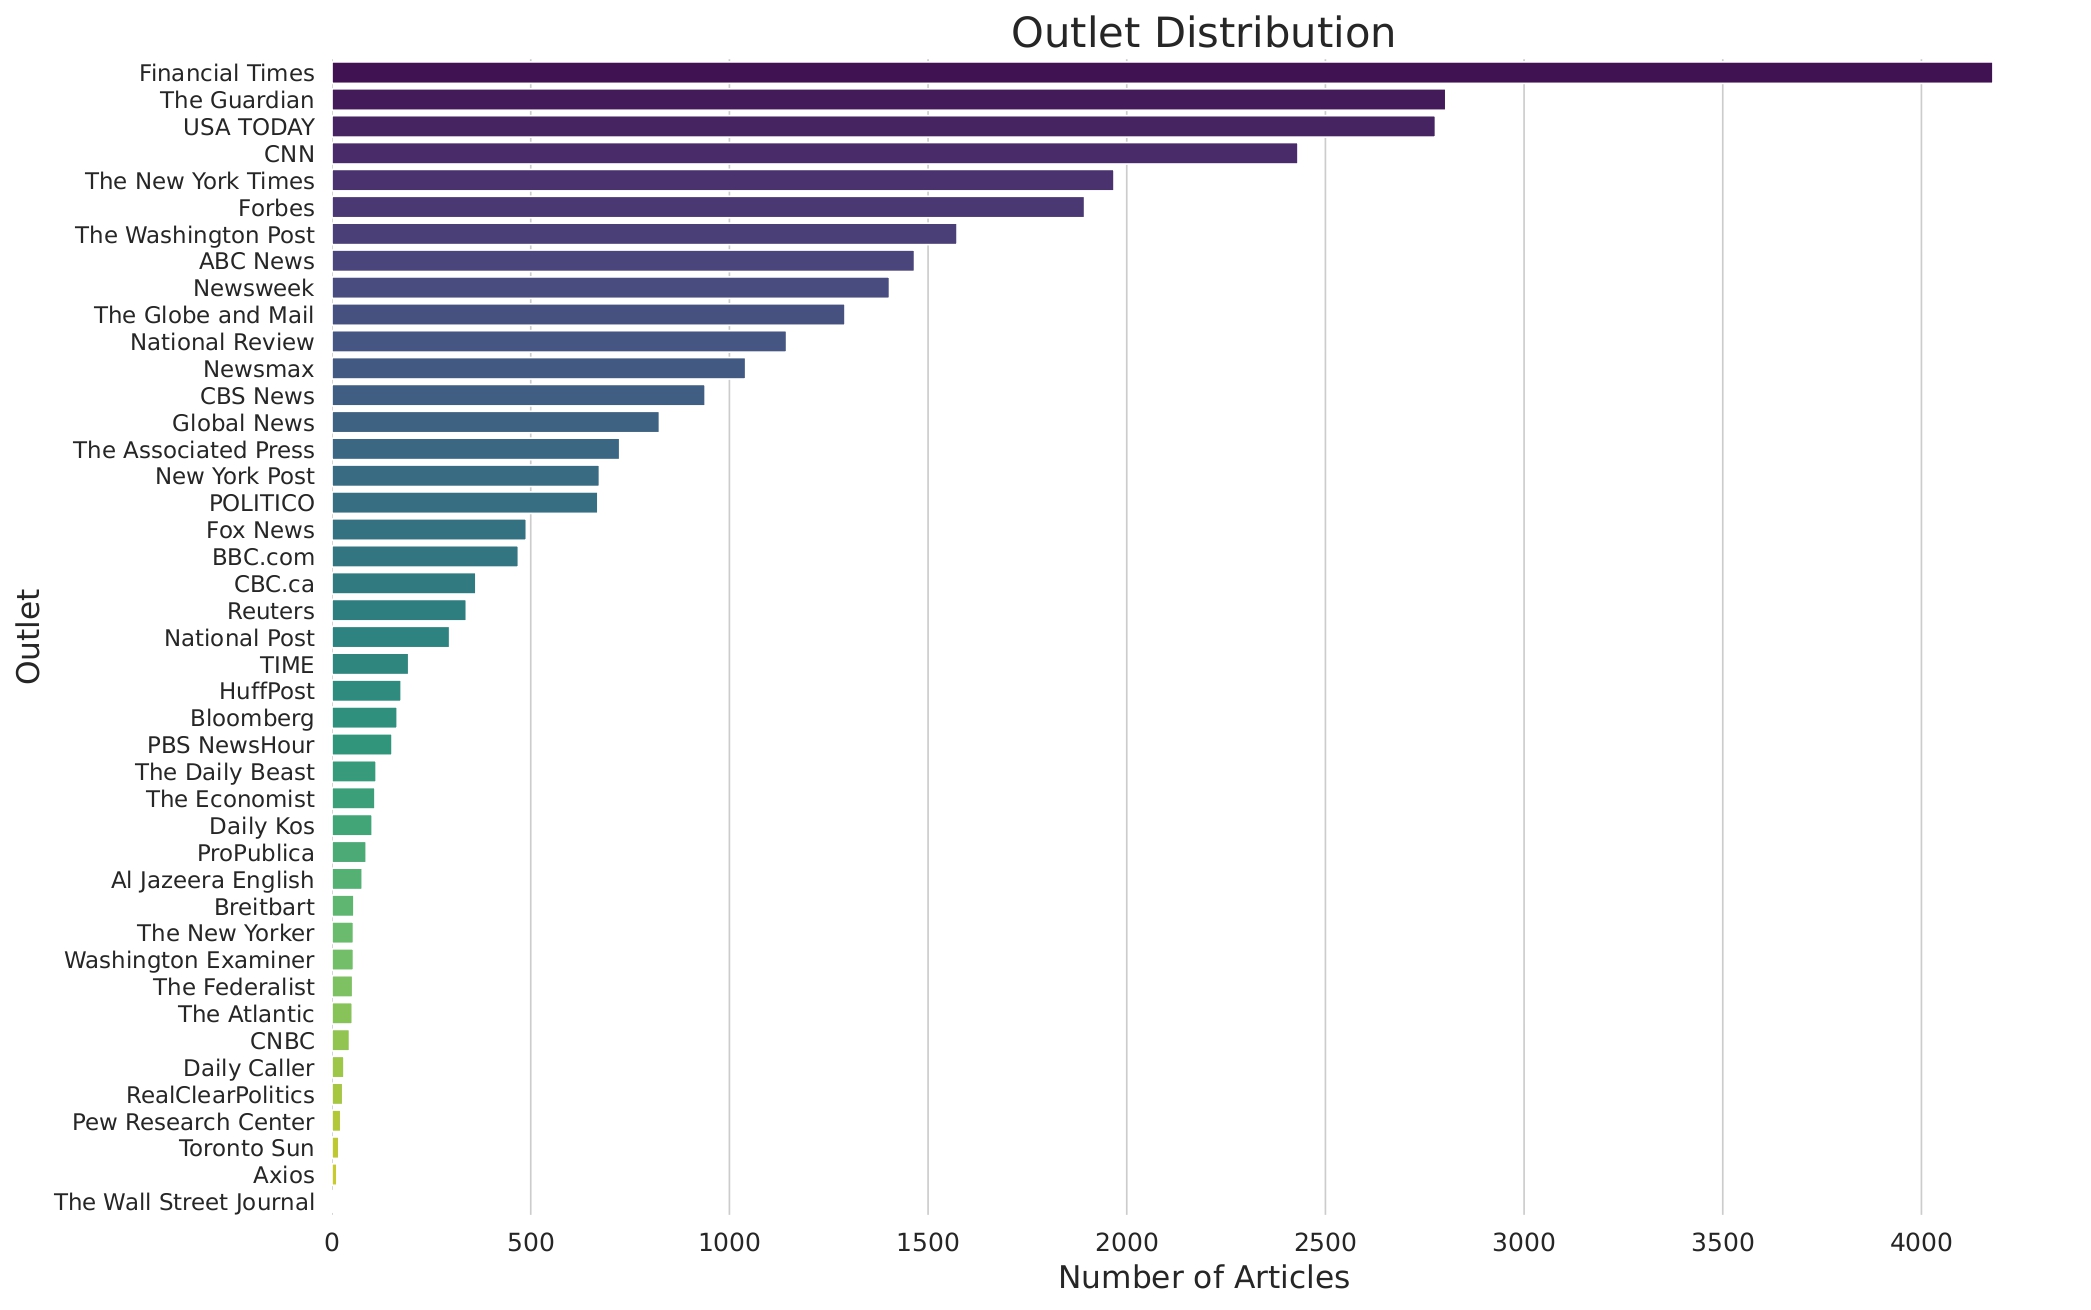 Outlet Distribution
Financial Times
The Guardian
USA TODAY
CNN
The New York Times
Forbes
The Washington Post
ABC News
Newsweek
The Globe and Mail
National Review
Newsmax
CBS News
Global News
The Associated Press
New York Post
POLITICO
Fox News
BBC.com
CBC.ca
Reuters
National Post
TIME
HuffPost
Bloomberg
PBS NewsHour
The Daily Beast
The Economist
Daily Kos
ProPublica
Al Jazeera English
Breitbart
The New Yorker
Washington Examiner
The Federalist
The Atlantic
CNBC
Daily Caller
RealClearPolitics
Pew Research Center
Toronto Sun
Axios
The Wall Street Journal
Outlet
0 500 1000 1500 2000 2500 3000 3500 4000
Number of Articles